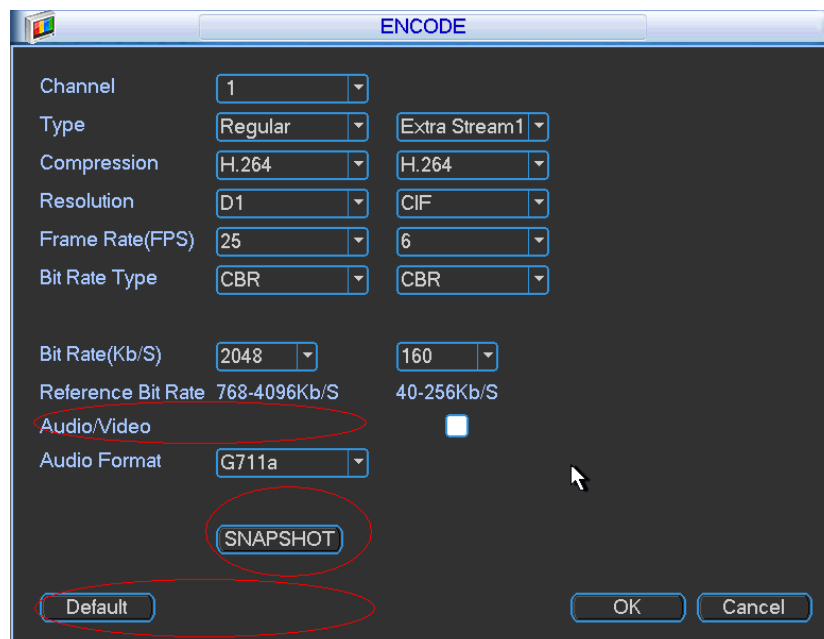 ENCODE
Channel 1
Type Regular Extra Stream1
Compression H.264 H.264
Resolution D1 CIF
Frame Rate(FPS) 25 6
Bit Rate Type CBR CBR
Bit Rate(Kb/S) 2048 160
Reference Bit Rate 768-4096Kb/S 40-256Kb/S
Audio/Video
Audio Format G711a
SNAPSHOT
Default OK Cancel